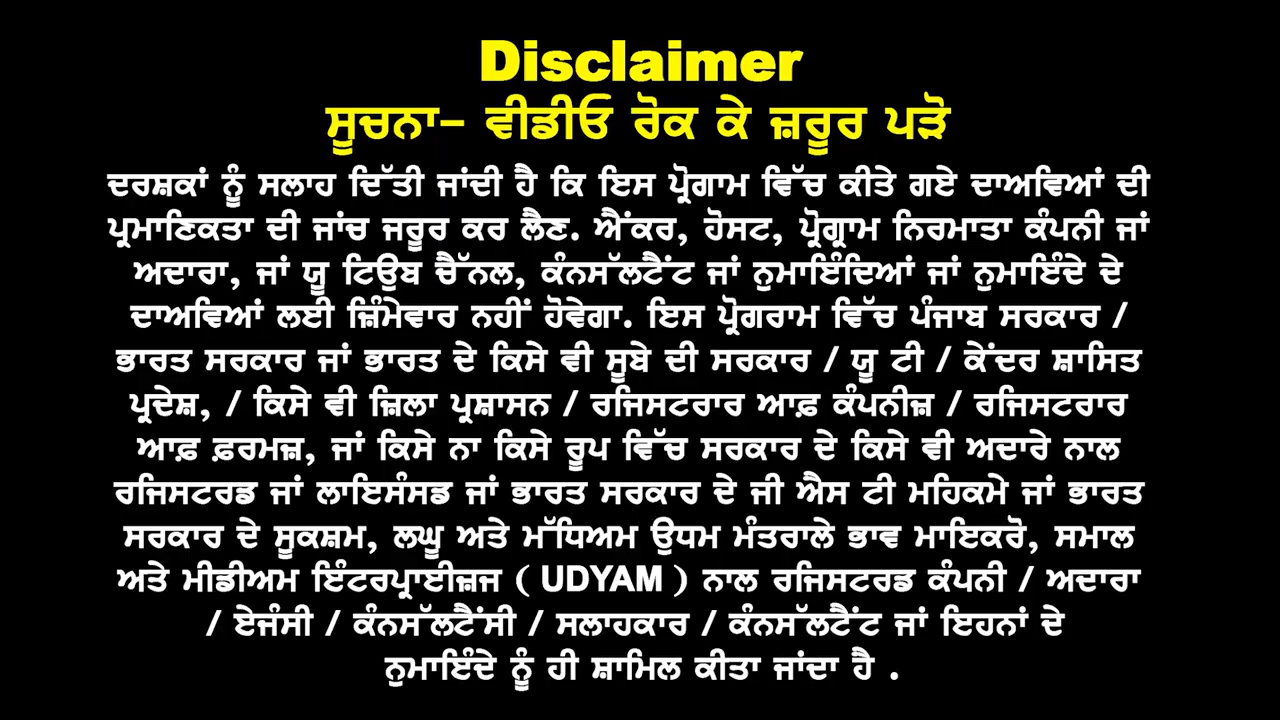 Disclaimer
ਸੂਚਨਾ- ਵੀਡੀਓ ਰੋਕ ਕੇ ਜ਼ਰੂਰ ਪੜੋ
ਦਰਸ਼ਕਾਂ ਨੂੰ ਸਲਾਹ ਦਿੱਤੀ ਜਾਂਦੀ ਹੈ ਕਿ ਇਸ ਪ੍ਰੋਗਾਮ ਵਿੱਚ ਕੀਤੇ ਗਏ ਦਾਅਵਿਆਂ ਦੀ
ਪ੍ਰਮਾਣਿਕਤਾ ਦੀ ਜਾਂਚ ਜਰੂਰ ਕਰ ਲੈਣ. ਐਂਕਰ, ਹੋਸਟ, ਪ੍ਰੋਗ੍ਰਾਮ ਨਿਰਮਾਤਾ ਕੰਪਨੀ ਜਾਂ
ਅਦਾਰਾ, ਜਾਂ ਯੂ ਟਿਉਬ ਚੈੱਨਲ, ਕੰਨਸੱਲਟੈਂਟ ਜਾਂ ਨੁਮਾਇੰਦਿਆਂ ਜਾਂ ਨੁਮਾਇੰਦੇ ਦੇ
ਦਾਅਵਿਆਂ ਲਈ ਜ਼ਿੰਮੇਵਾਰ ਨਹੀਂ ਹੋਵੇਗਾ. ਇਸ ਪ੍ਰੋਗਰਾਮ ਵਿੱਚ ਪੰਜਾਬ ਸਰਕਾਰ /
ਭਾਰਤ ਸਰਕਾਰ ਜਾਂ ਭਾਰਤ ਦੇ ਕਿਸੇ ਵੀ ਸੂਬੇ ਦੀ ਸਰਕਾਰ / ਯੂ ਟੀ / ਕੇਂਦਰ ਸ਼ਾਸਿਤ
ਪ੍ਰਦੇਸ਼, / ਕਿਸੇ ਵੀ ਜ਼ਿਲਾ ਪ੍ਰਸ਼ਾਸਨ / ਰਜਿਸਟਰਾਰ ਆਫ਼ ਕੰਪਨੀਜ਼ / ਰਜਿਸਟਰਾਰ
ਆਫ਼ ਫ਼ਰਮਜ਼, ਜਾਂ ਕਿਸੇ ਨਾ ਕਿਸੇ ਰੂਪ ਵਿੱਚ ਸਰਕਾਰ ਦੇ ਕਿਸੇ ਵੀ ਅਦਾਰੇ ਨਾਲ
ਰਜਿਸਟਰਡ ਜਾਂ ਲਾਇਸੰਸਡ ਜਾਂ ਭਾਰਤ ਸਰਕਾਰ ਦੇ ਜੀ ਐਸ ਟੀ ਮਹਿਕਮੇ ਜਾਂ ਭਾਰਤ
ਸਰਕਾਰ ਦੇ ਸੂਕਸ਼ਮ, ਲਘੂ ਅਤੇ ਮੱਧਿਅਮ ਉਧਮ ਮੰਤਰਾਲੇ ਭਾਵ ਮਾਇਕਰੋ, ਸਮਾਲ
ਅਤੇ ਮੀਡੀਅਮ ਇੰਟਰਪ੍ਰਾਈਜ਼ਜ ( UDYAM ) ਨਾਲ ਰਜਿਸਟਰਡ ਕੰਪਨੀ / ਅਦਾਰਾ
/ ਏਜੰਸੀ / ਕੰਨਸੱਲਟੈਂਸੀ / ਸਲਾਹਕਾਰ / ਕੰਨਸੱਲਟੈਂਟ ਜਾਂ ਇਹਨਾਂ ਦੇ
ਨੁਮਾਇੰਦੇ ਨੂੰ ਹੀ ਸ਼ਾਮਿਲ ਕੀਤਾ ਜਾਂਦਾ ਹੈ .